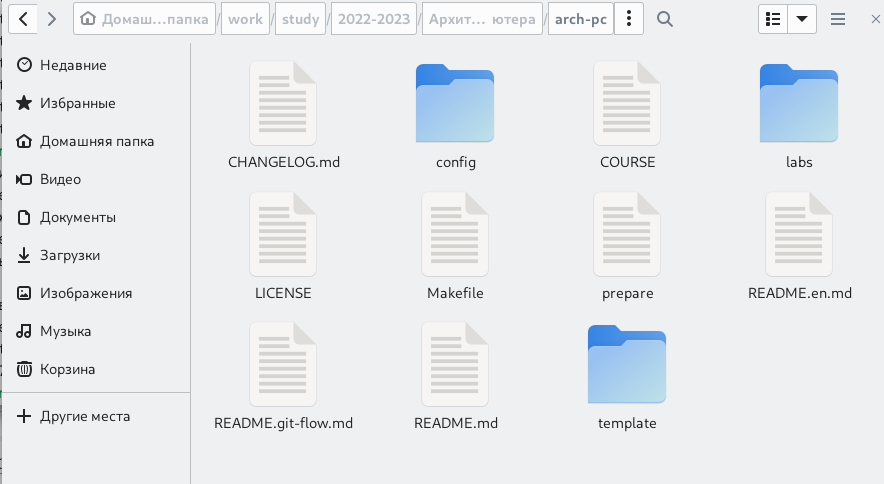 Домаш...папка / work / study / 2022-2023 / Архит... ютера / arch-pc
Недавние
Избранные
Домашняя папка
Видео
Документы
Загрузки
Изображения
Музыка
Корзина
Другие места
CHANGELOG.md config COURSE labs
LICENSE Makefile prepare README.en.md
README.git-flow.md README.md template